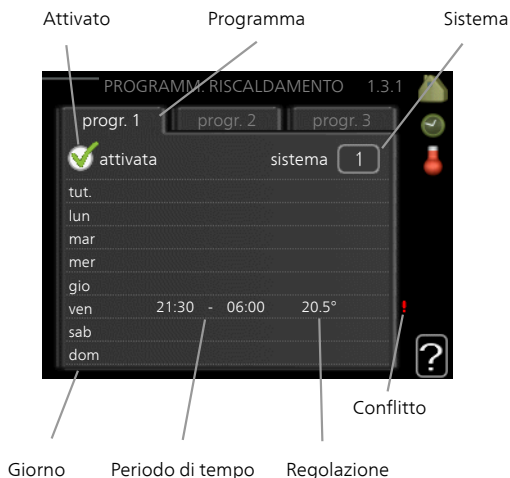 Attivato Programma Sistema
PROGRAMM. RISCALDAMENTO 1.3.1
progr. 1 progr. 2 progr. 3
attivata sistema 1
tut.
lun
mar
mer
gio
ven 21:30 - 06:00 20.5° !
sab
dom
?
Conflitto
Giorno Periodo di tempo Regolazione